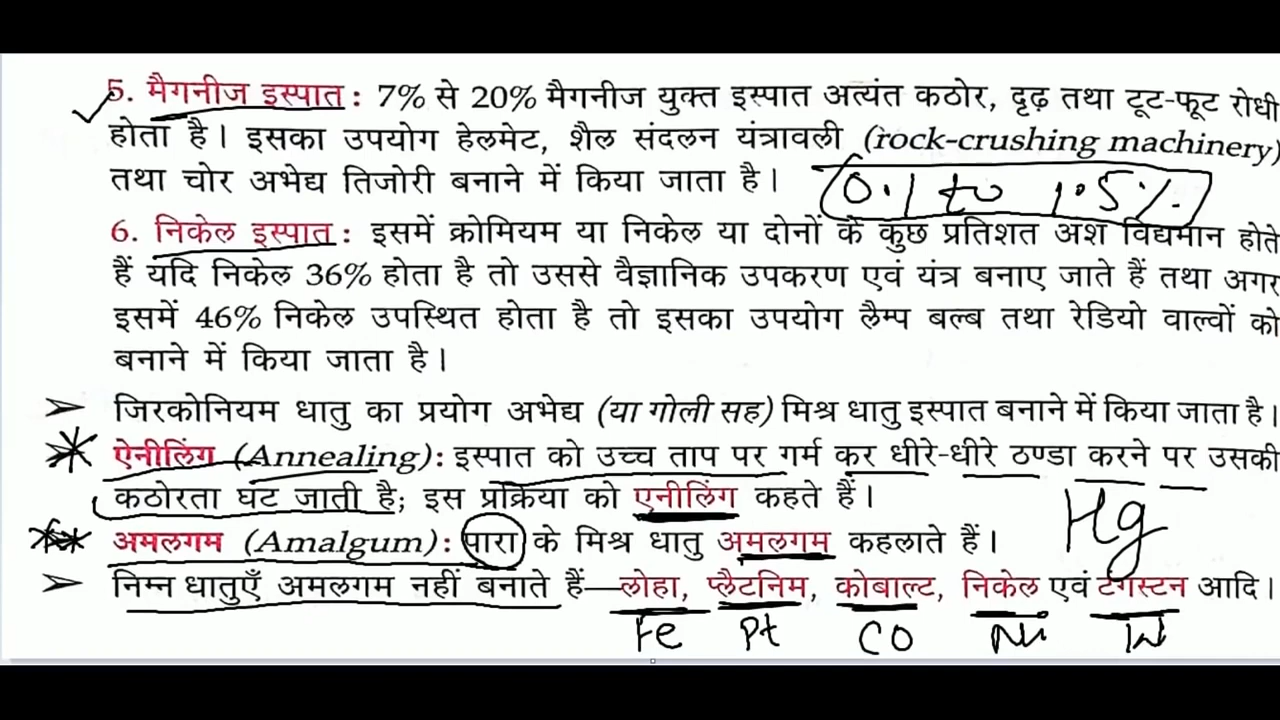 5. मैगनीज इस्पात : 7% से 20% मैगनीज युक्त इस्पात अत्यंत कठोर, दृढ़ तथा टूट-फूट रोधी
होता है। इसका उपयोग हेलमेट, शैल संदलन यंत्रावली (rock-crushing machinery)
तथा चोर अभेद्य तिजोरी बनाने में किया जाता है।
0.1 to 1.5%
6. निकेल इस्पात : इसमें क्रोमियम या निकेल या दोनों के कुछ प्रतिशत अंश विद्यमान होते
हैं यदि निकेल 36% होता है तो उससे वैज्ञानिक उपकरण एवं यंत्र बनाए जाते हैं तथा अगर
इसमें 46% निकेल उपस्थित होता है तो इसका उपयोग लैम्प बल्ब तथा रेडियो वाल्वों को
बनाने में किया जाता है।
➢ जिरकोनियम धातु का प्रयोग अभेद्य (या गोली सह) मिश्र धातु इस्पात बनाने में किया जाता है।
ऐनीलिंग (Annealing) : इस्पात को उच्च ताप पर गर्म कर धीरे-धीरे ठण्डा करने पर उसकी
कठोरता घट जाती है; इस प्रक्रिया को एनीलिंग कहते हैं।
Hg
अमलगम (Amalgum) : पारा के मिश्र धातु अमलगम कहलाते हैं।
➢ निम्न धातुएँ अमलगम नहीं बनाते हैं—लोहा, प्लैटनिम, कोबाल्ट, निकेल एवं टंगस्टन आदि।
Fe Pt CO Ni W